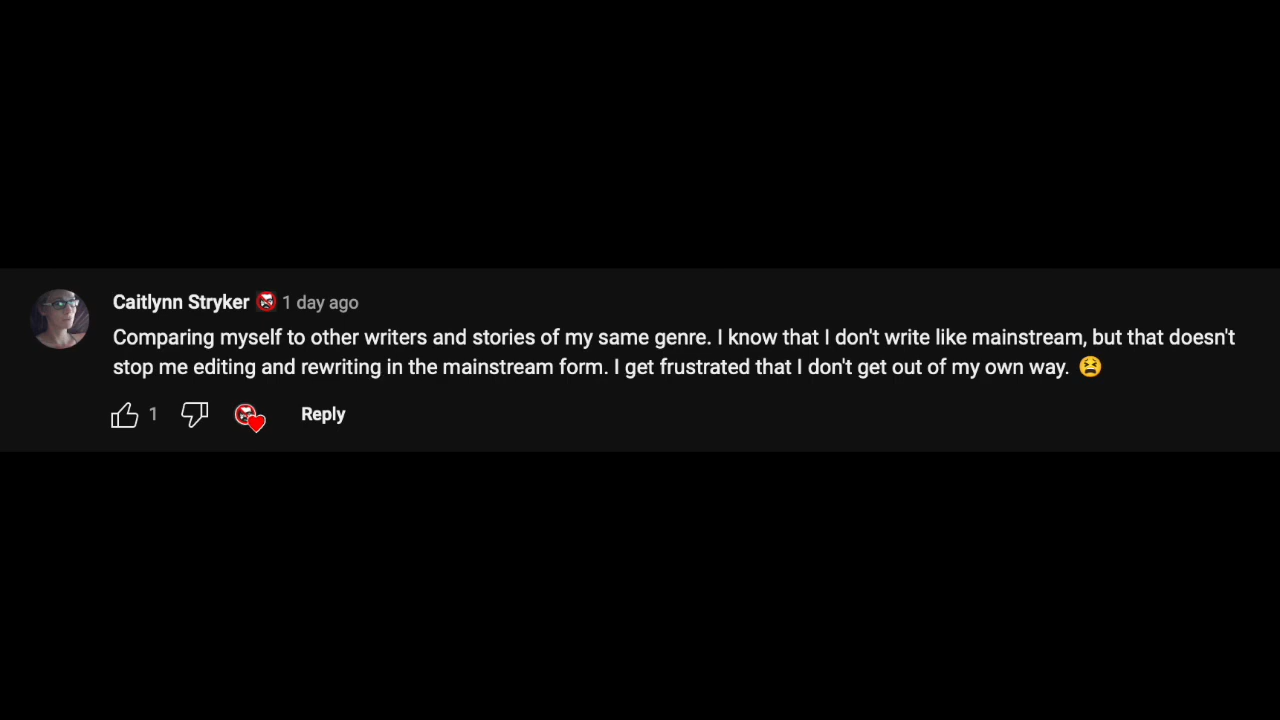 Caitlynn Stryker 1 day ago
Comparing myself to other writers and stories of my same genre. I know that I don't write like mainstream, but that doesn't
stop me editing and rewriting in the mainstream form. I get frustrated that I don't get out of my own way. 😫
1 Reply